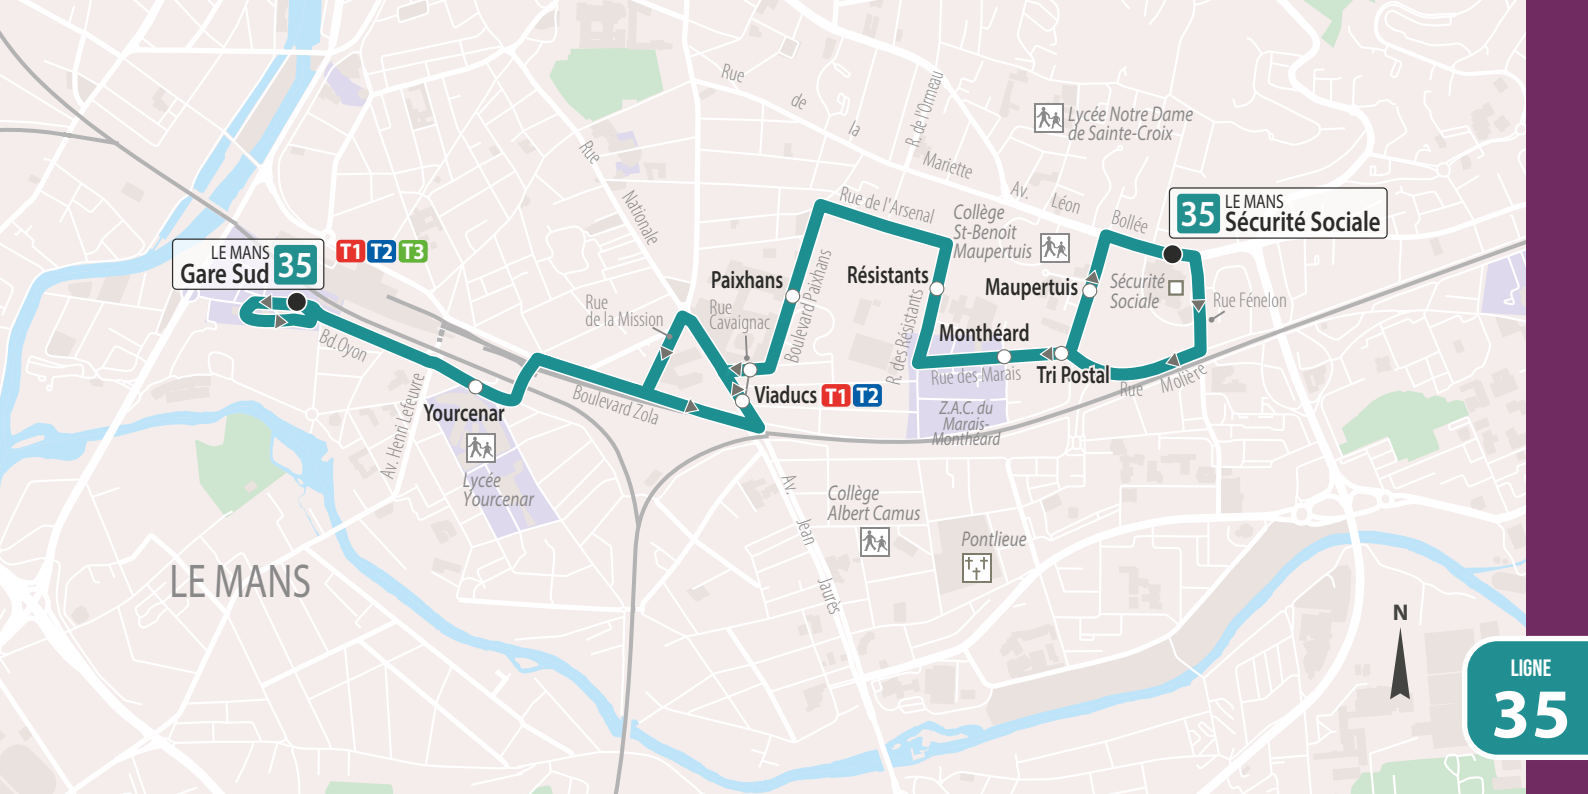 Rue
de
la
Mariette
R. de l'Ormeau
Av.
Léon
Bollée
Lycée Notre Dame
de Sainte-Croix
Rue
Nationale
Rue de l'Arsenal
Collège
St-Benoit
Maupertuis
35
LE MANS
Sécurité Sociale
LE MANS
Gare Sud
35
T1 T2 T3
Paixhans
Boulevard Paixhans
Résistants
R. des Résistants
Maupertuis
Sécurité
Sociale
Rue Fénelon
Rue
de la Mission
Rue
Cavaignac
Monthéard
Tri Postal
Rue des Marais
Rue
Molière
Bd.Oyon
Yourcenar
Av. Henri Lefeuvre
Boulevard Zola
Viaducs T1 T2
Z.A.C. du
Marais-
Monthéard
Lycée
Yourcenar
Av.
Jean
Jaurès
Collège
Albert Camus
Pontlieue
LE MANS
N
LIGNE
35